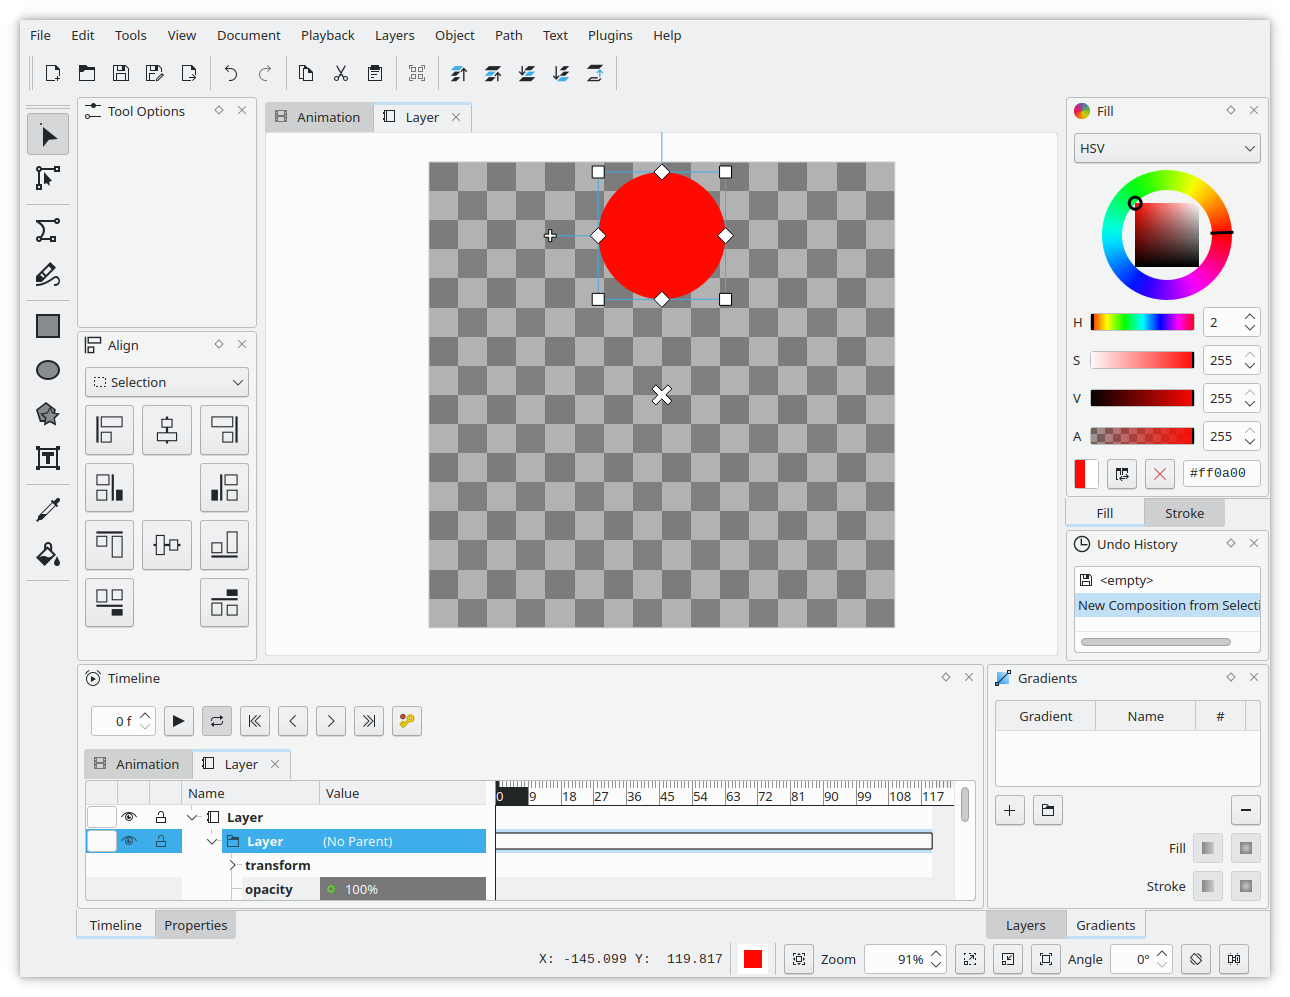 File Edit Tools View Document Playback Layers Object Path Text Plugins Help
Tool Options
Animation Layer
Fill
HSV
H 2
S 255
V 255
A 255
#ff0a00
Fill Stroke
Align
Selection
Undo History
<empty>
New Composition from Selecti
Timeline
0 f
Animation Layer
Name Value
0 9 18 27 36 45 54 63 72 81 90 99 108 117
Layer
Layer (No Parent)
transform
opacity 100%
Gradients
Gradient Name #
Fill
Stroke
Timeline Properties
Layers Gradients
X: -145.099 Y: 119.817 Zoom 91% Angle 0°